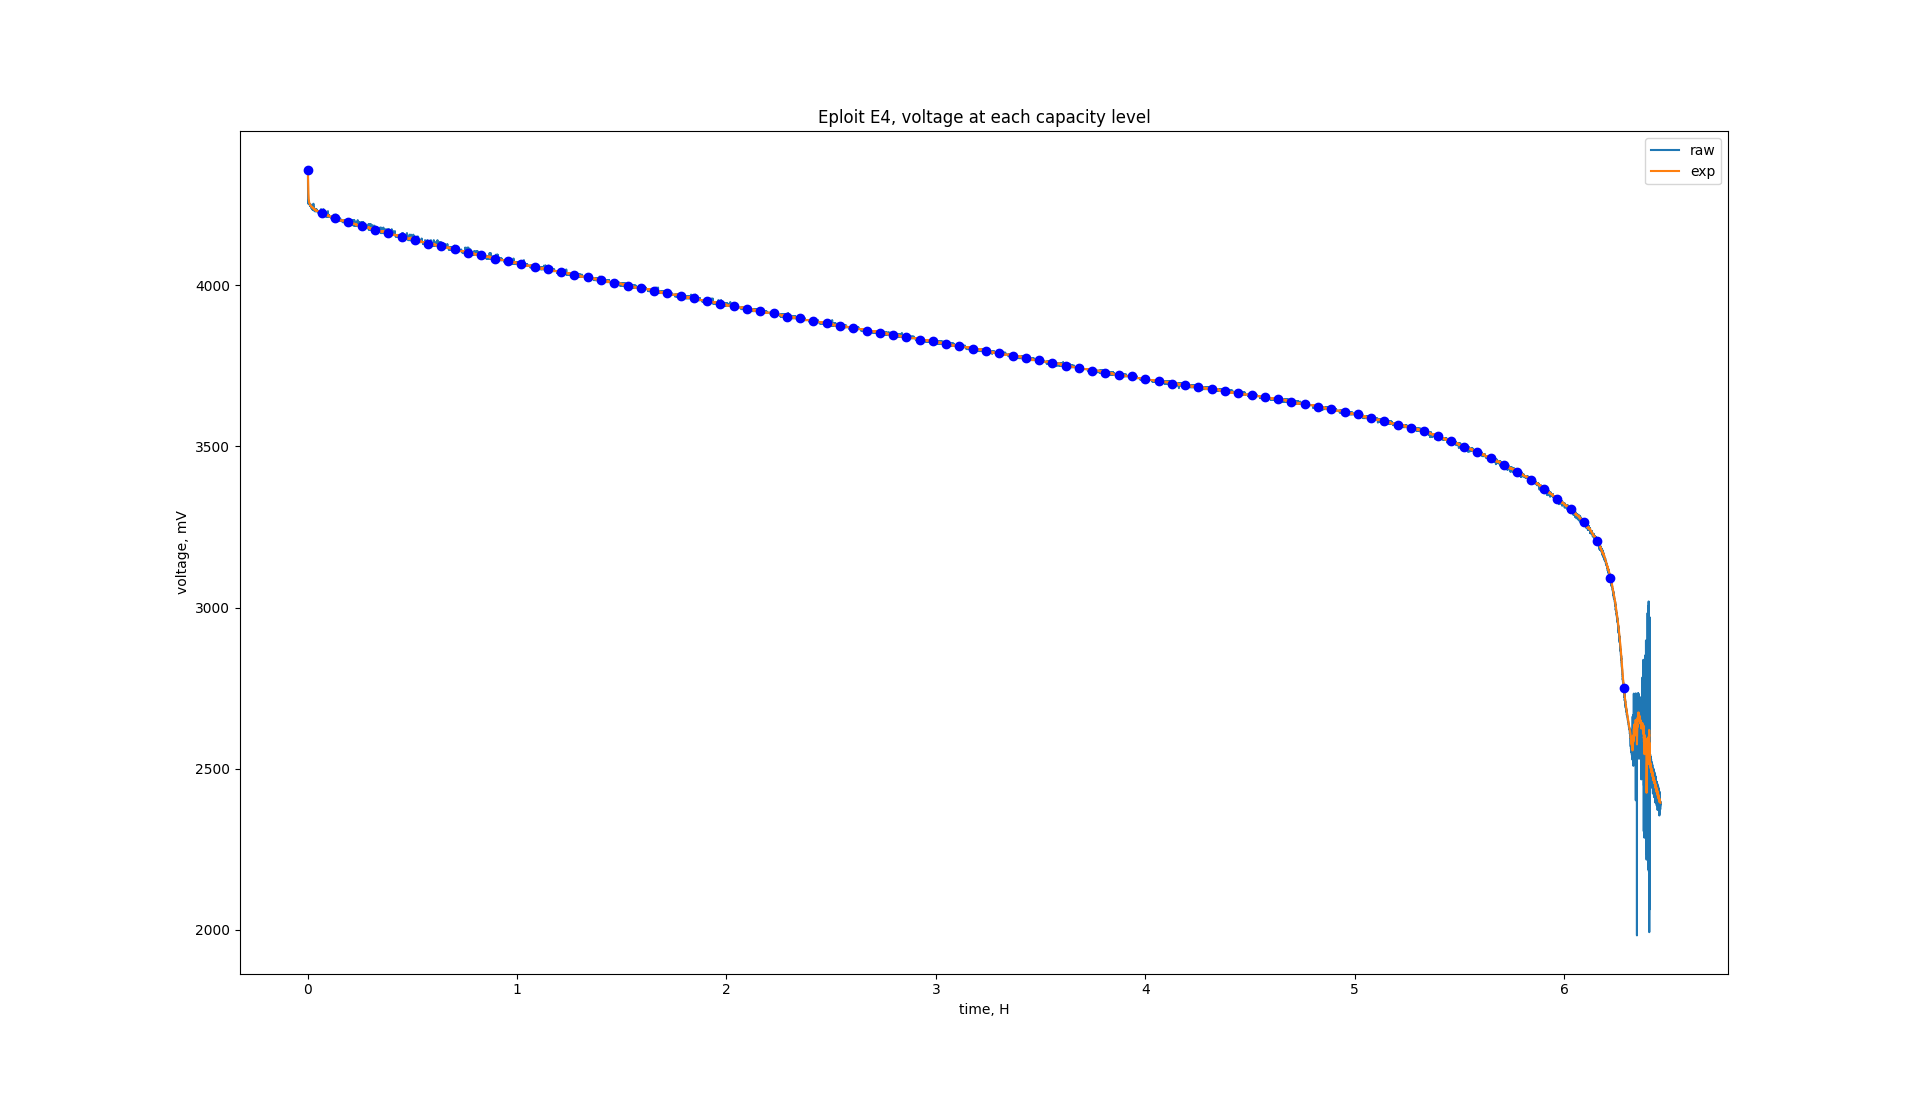 Eploit E4, voltage at each capacity level
raw
exp
voltage, mV
4000
3500
3000
2500
2000
0 1 2 3 4 5 6
time, H